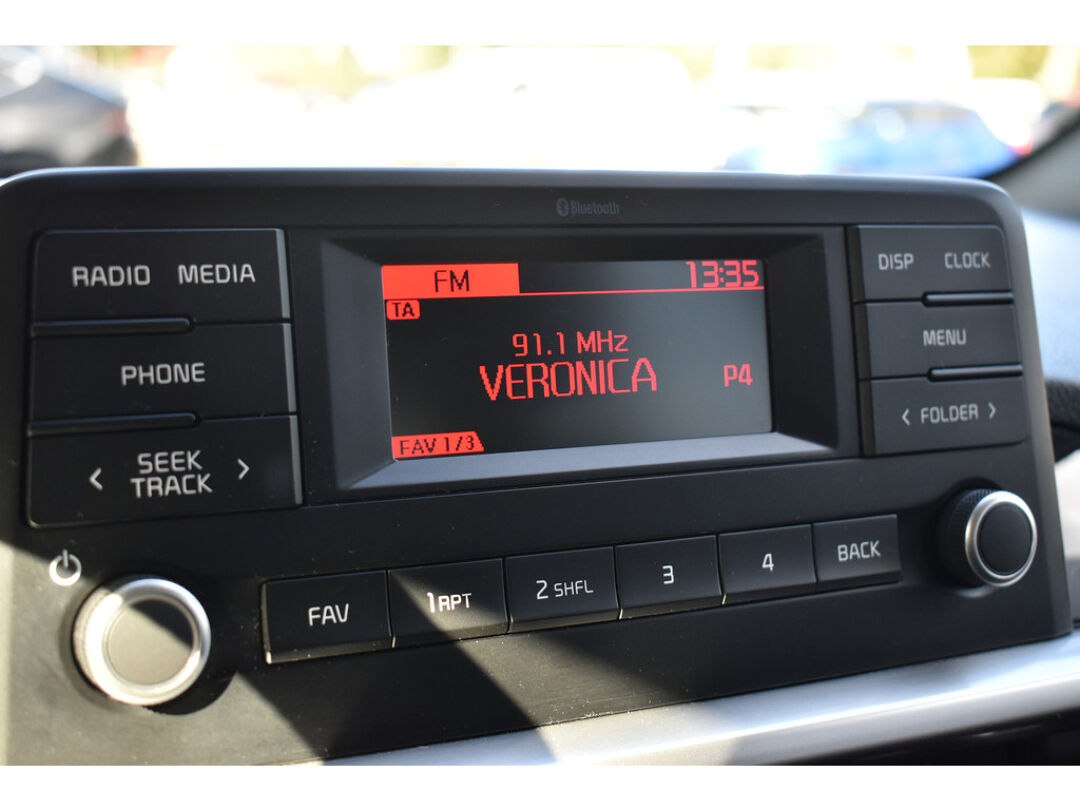 Bluetooth
RADIO MEDIA
PHONE
< SEEK TRACK >
FM 13:35
TA
91.1 MHz
VERONICA P4
FAV 1/3
DISP CLOCK
MENU
< FOLDER >
FAV 1RPT 2 SHFL 3 4 BACK